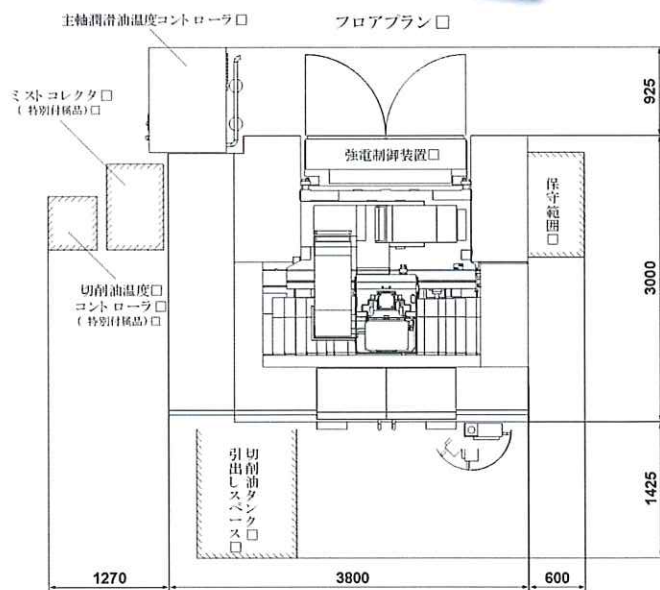 主軸潤滑油温度コントローラ□
フロアプラン□
ミストコレクタ□
(特別付属品)□
強電制御装置□
保守範囲□
切削油温度□
コントローラ□
(特別付属品)□
切削油タンク□
引出しスペース□
925
3000
1425
1270
3800
600